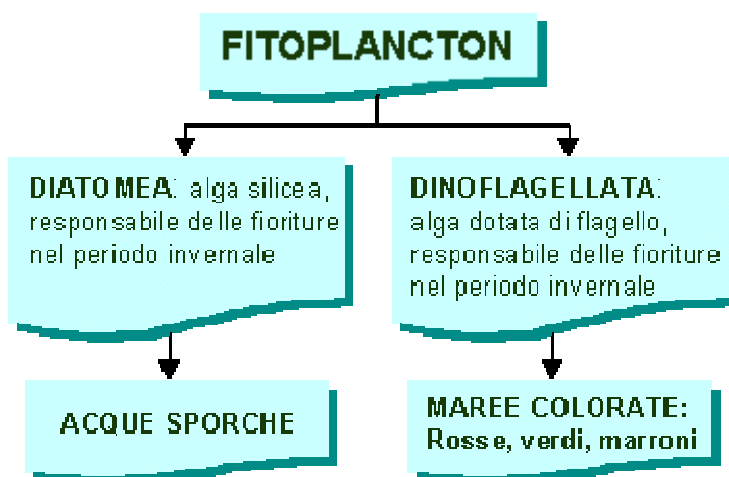 FITOPLANCTON
DIATOMEA: alga silicea,
responsabile delle fioriture
nel periodo invernale
DINOFLAGELLATA:
alga dotata di flagello,
responsabile delle fioriture
nel periodo invernale
ACQUE SPORCHE
MAREE COLORATE:
Rosse, verdi, marroni